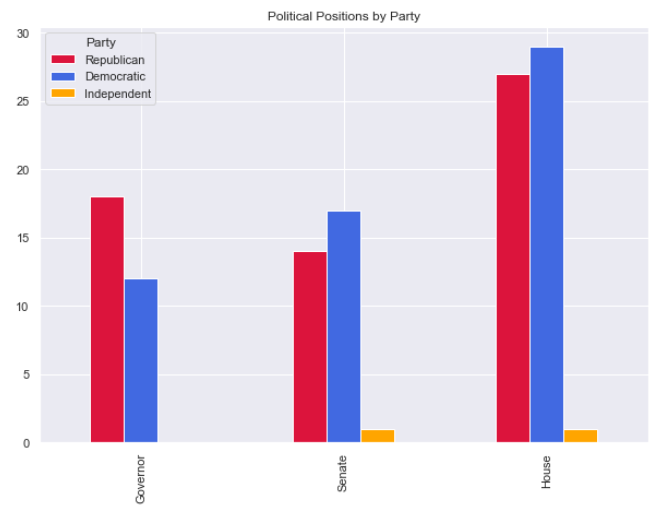 Political Positions by Party
Party
Republican
Democratic
Independent
30
25
20
15
10
5
0
Governor
Senate
House